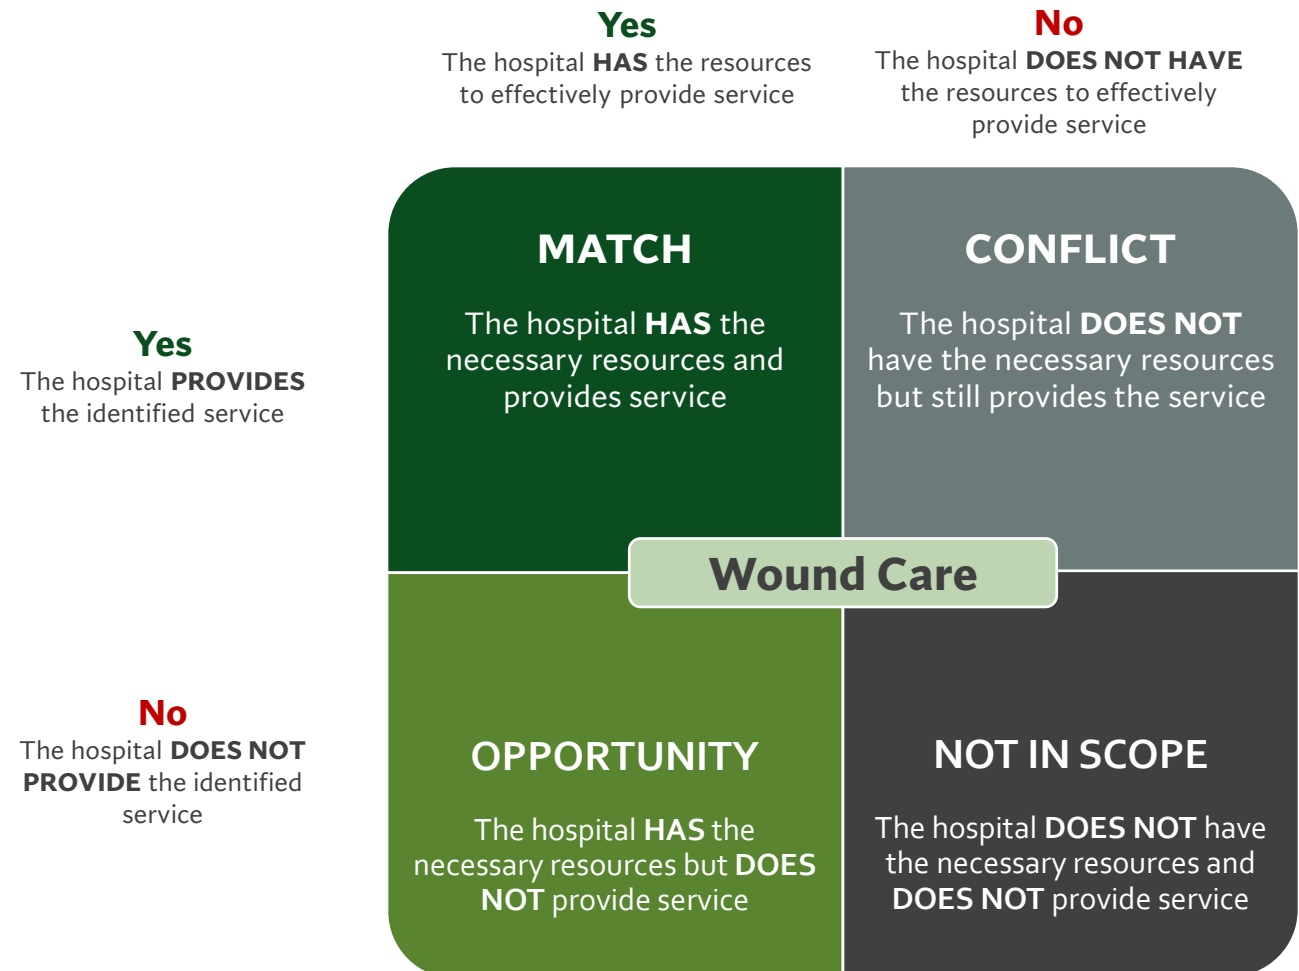 Yes
The hospital HAS the resources
to effectively provide service
No
The hospital DOES NOT HAVE
the resources to effectively
provide service
Yes
The hospital PROVIDES
the identified service
MATCH
The hospital HAS the
necessary resources and
provides service
CONFLICT
The hospital DOES NOT
have the necessary resources
but still provides the service
Wound Care
No
The hospital DOES NOT
PROVIDE the identified
service
OPPORTUNITY
The hospital HAS the
necessary resources but DOES
NOT provide service
NOT IN SCOPE
The hospital DOES NOT have
the necessary resources and
DOES NOT provide service